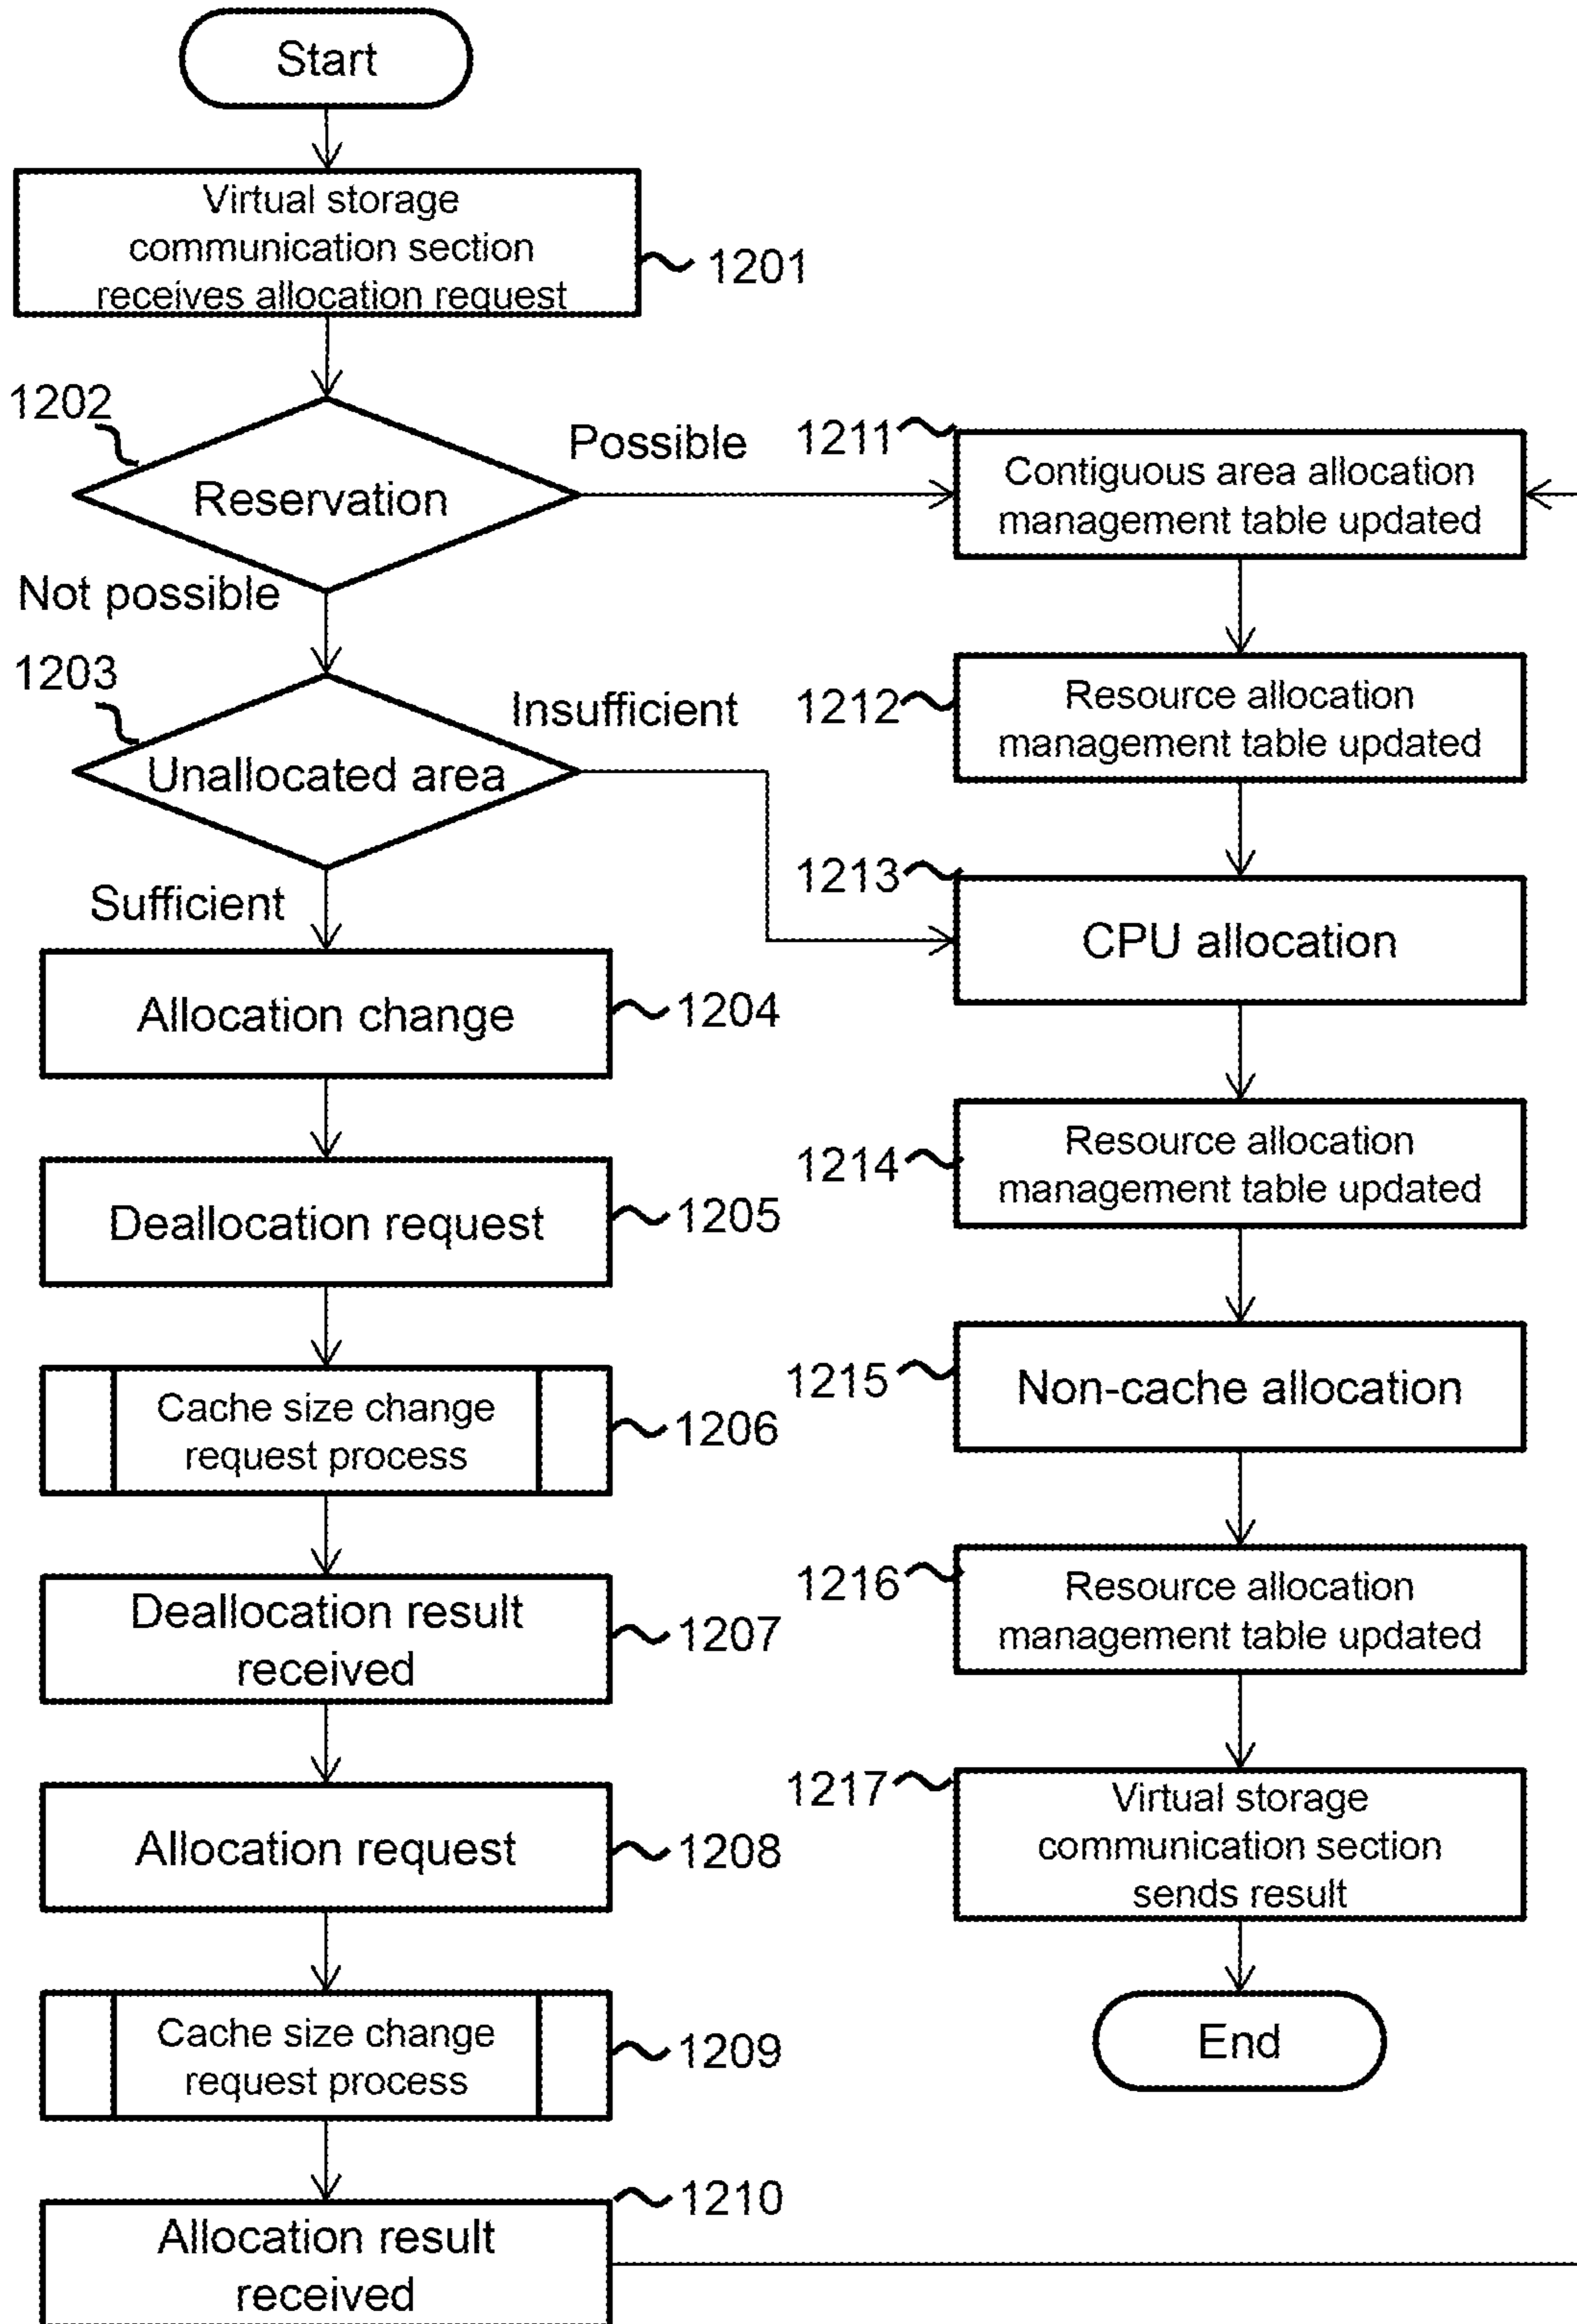 Start
Virtual storage
communication section
receives allocation request
1201
1202
Reservation
Possible
Not possible
1203
Unallocated area
Insufficient
Sufficient
Allocation change
1204
Deallocation request
1205
Cache size change
request process
1206
Deallocation result
received
1207
Allocation request
1208
Cache size change
request process
1209
Allocation result
received
1210
1211
Contiguous area allocation
management table updated
1212
Resource allocation
management table updated
1213
CPU allocation
1214
Resource allocation
management table updated
1215
Non-cache allocation
1216
Resource allocation
management table updated
1217
Virtual storage
communication section
sends result
End